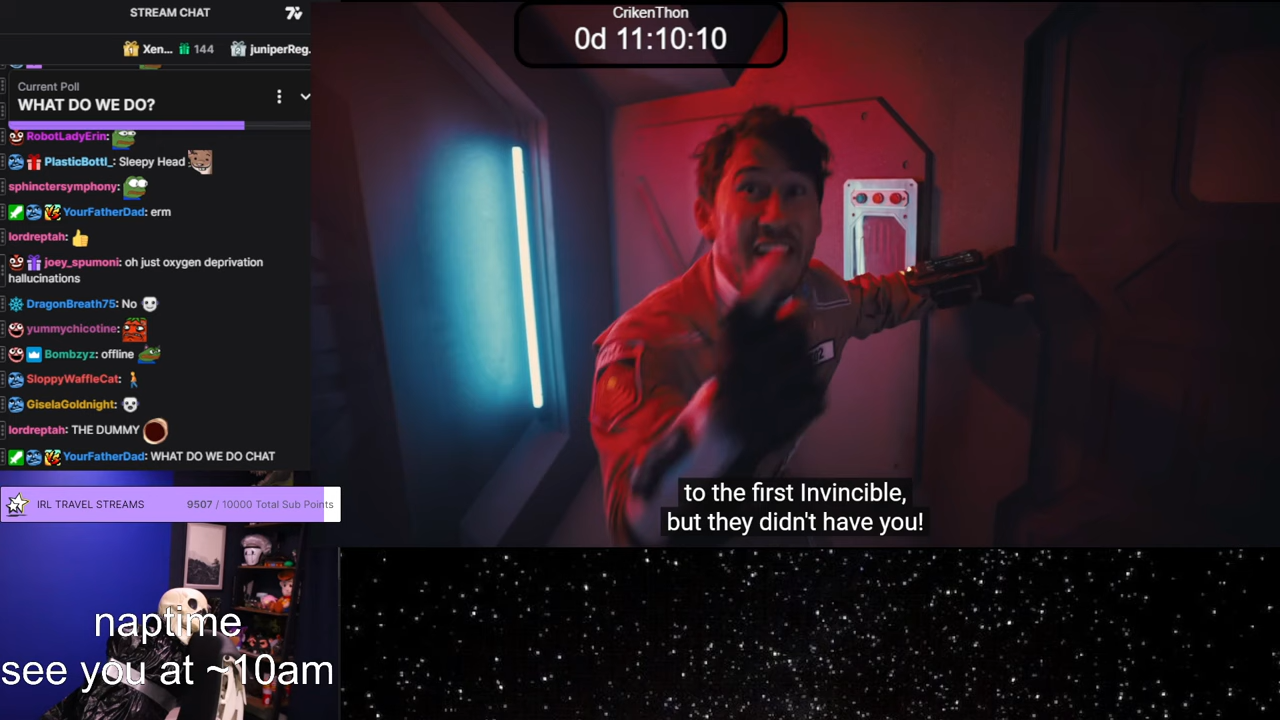 STREAM CHAT
Xen... 144 juniperReg.
Current Poll
WHAT DO WE DO?
RobotLadyErin:
PlasticBottl_: Sleepy Head
sphinctersymphony:
YourFatherDad: erm
lordreptah:
joey_spumoni: oh just oxygen deprivation
hallucinations
DragonBreath75: No
yummychicotine:
Bombzyz: offline
SloppyWaffleCat:
GiselaGoldnight:
lordreptah: THE DUMMY
YourFatherDad: WHAT DO WE DO CHAT
IRL TRAVEL STREAMS 9507 / 10000 Total Sub Points
naptime
see you at ~10am
CrikenThon
0d 11:10:10
to the first Invincible,
but they didn't have you!